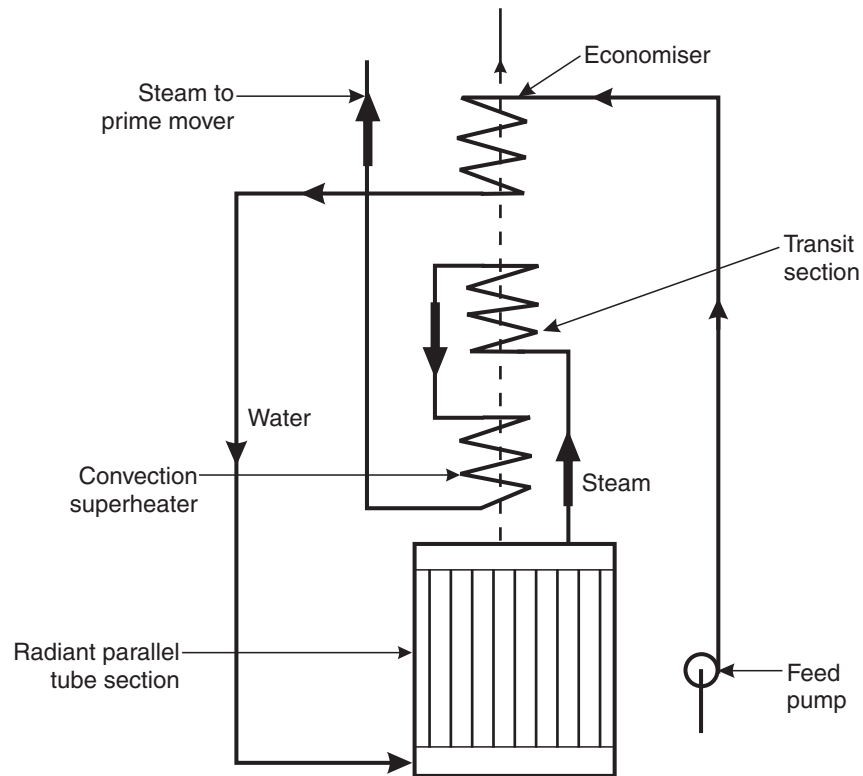 Economiser
Steam to
prime mover
Transit
section
Water
Convection
superheater
Steam
Radiant parallel
tube section
Feed
pump